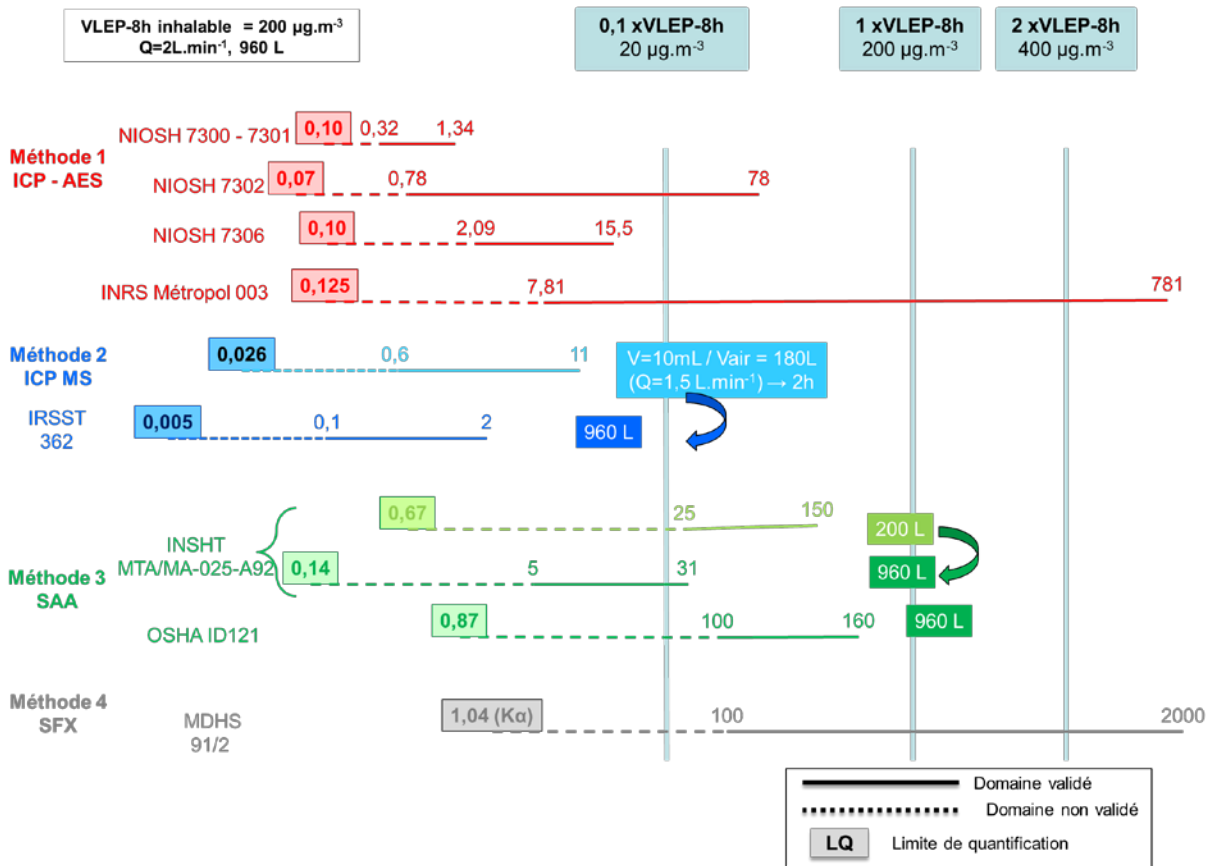 VLEP-8h inhalable = 200 µg.m-3
Q=2L.min-1, 960 L
0,1 xVLEP-8h
20 µg.m-3
1 xVLEP-8h
200 µg.m-3
2 xVLEP-8h
400 µg.m-3
Méthode 1
ICP - AES
NIOSH 7300 - 7301
0,10
0,32
1,34
NIOSH 7302
0,07
0,78
78
NIOSH 7306
0,10
2,09
15,5
INRS Métropol 003
0,125
7,81
781
Méthode 2
ICP MS
0,026
0,6
11
V=10mL / Vair = 180L
(Q=1,5 L.min-1) → 2h
IRSST
362
0,005
0,1
2
960 L
Méthode 3
SAA
INSHT
MTA/MA-025-A92
0,67
25
150
200 L
0,14
5
31
960 L
OSHA ID121
0,87
100
160
960 L
Méthode 4
SFX
MDHS
91/2
1,04 (Kα)
100
2000
Domaine validé
Domaine non validé
LQ
Limite de quantification